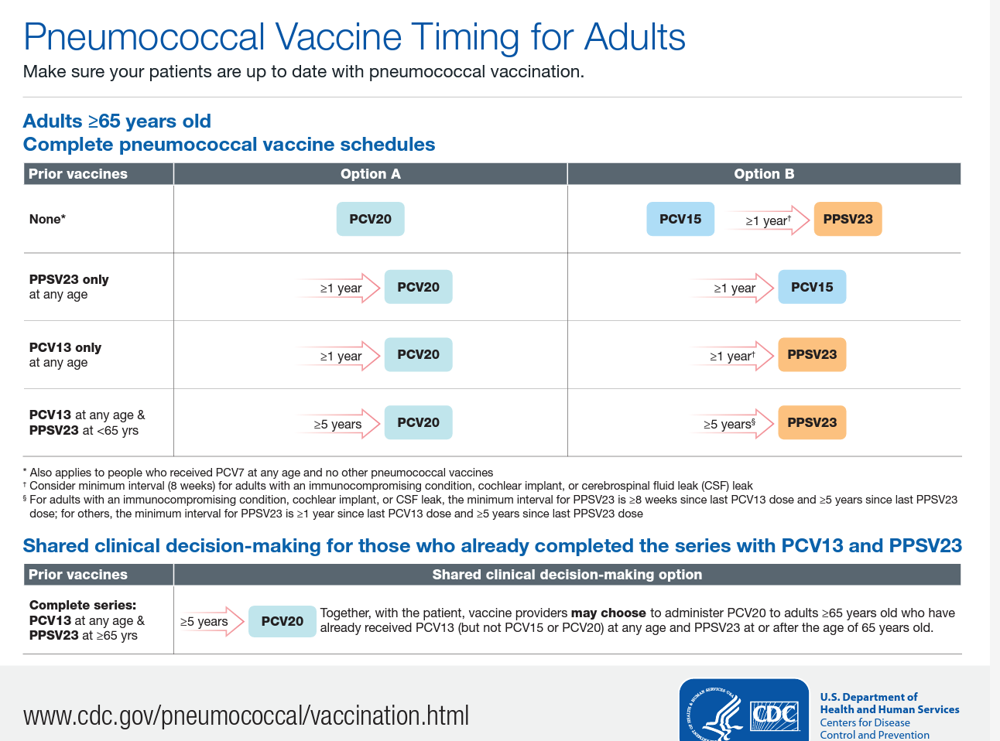 Pneumococcal Vaccine Timing for Adults
Make sure your patients are up to date with pneumococcal vaccination.
Adults ≥65 years old
Complete pneumococcal vaccine schedules
Prior vaccines Option A Option B
None* PCV20 PCV15 ≥1 year† PPSV23
PPSV23 only
at any age
≥1 year PCV20 ≥1 year PCV15
PCV13 only
at any age
≥1 year PCV20 ≥1 year† PPSV23
PCV13 at any age &
PPSV23 at <65 yrs
≥5 years PCV20 ≥5 years§ PPSV23
* Also applies to people who received PCV7 at any age and no other pneumococcal vaccines
† Consider minimum interval (8 weeks) for adults with an immunocompromising condition, cochlear implant, or cerebrospinal fluid leak (CSF) leak
§ For adults with an immunocompromising condition, cochlear implant, or CSF leak, the minimum interval for PPSV23 is ≥8 weeks since last PCV13 dose and ≥5 years since last PPSV23
dose; for others, the minimum interval for PPSV23 is ≥1 year since last PCV13 dose and ≥5 years since last PPSV23 dose
Shared clinical decision-making for those who already completed the series with PCV13 and PPSV23
Prior vaccines Shared clinical decision-making option
Complete series:
PCV13 at any age &
PPSV23 at ≥65 yrs
≥5 years PCV20
Together, with the patient, vaccine providers may choose to administer PCV20 to adults ≥65 years old who have
already received PCV13 (but not PCV15 or PCV20) at any age and PPSV23 at or after the age of 65 years old.
www.cdc.gov/pneumococcal/vaccination.html
CDC
U.S. Department of
Health and Human Services
Centers for Disease
Control and Prevention